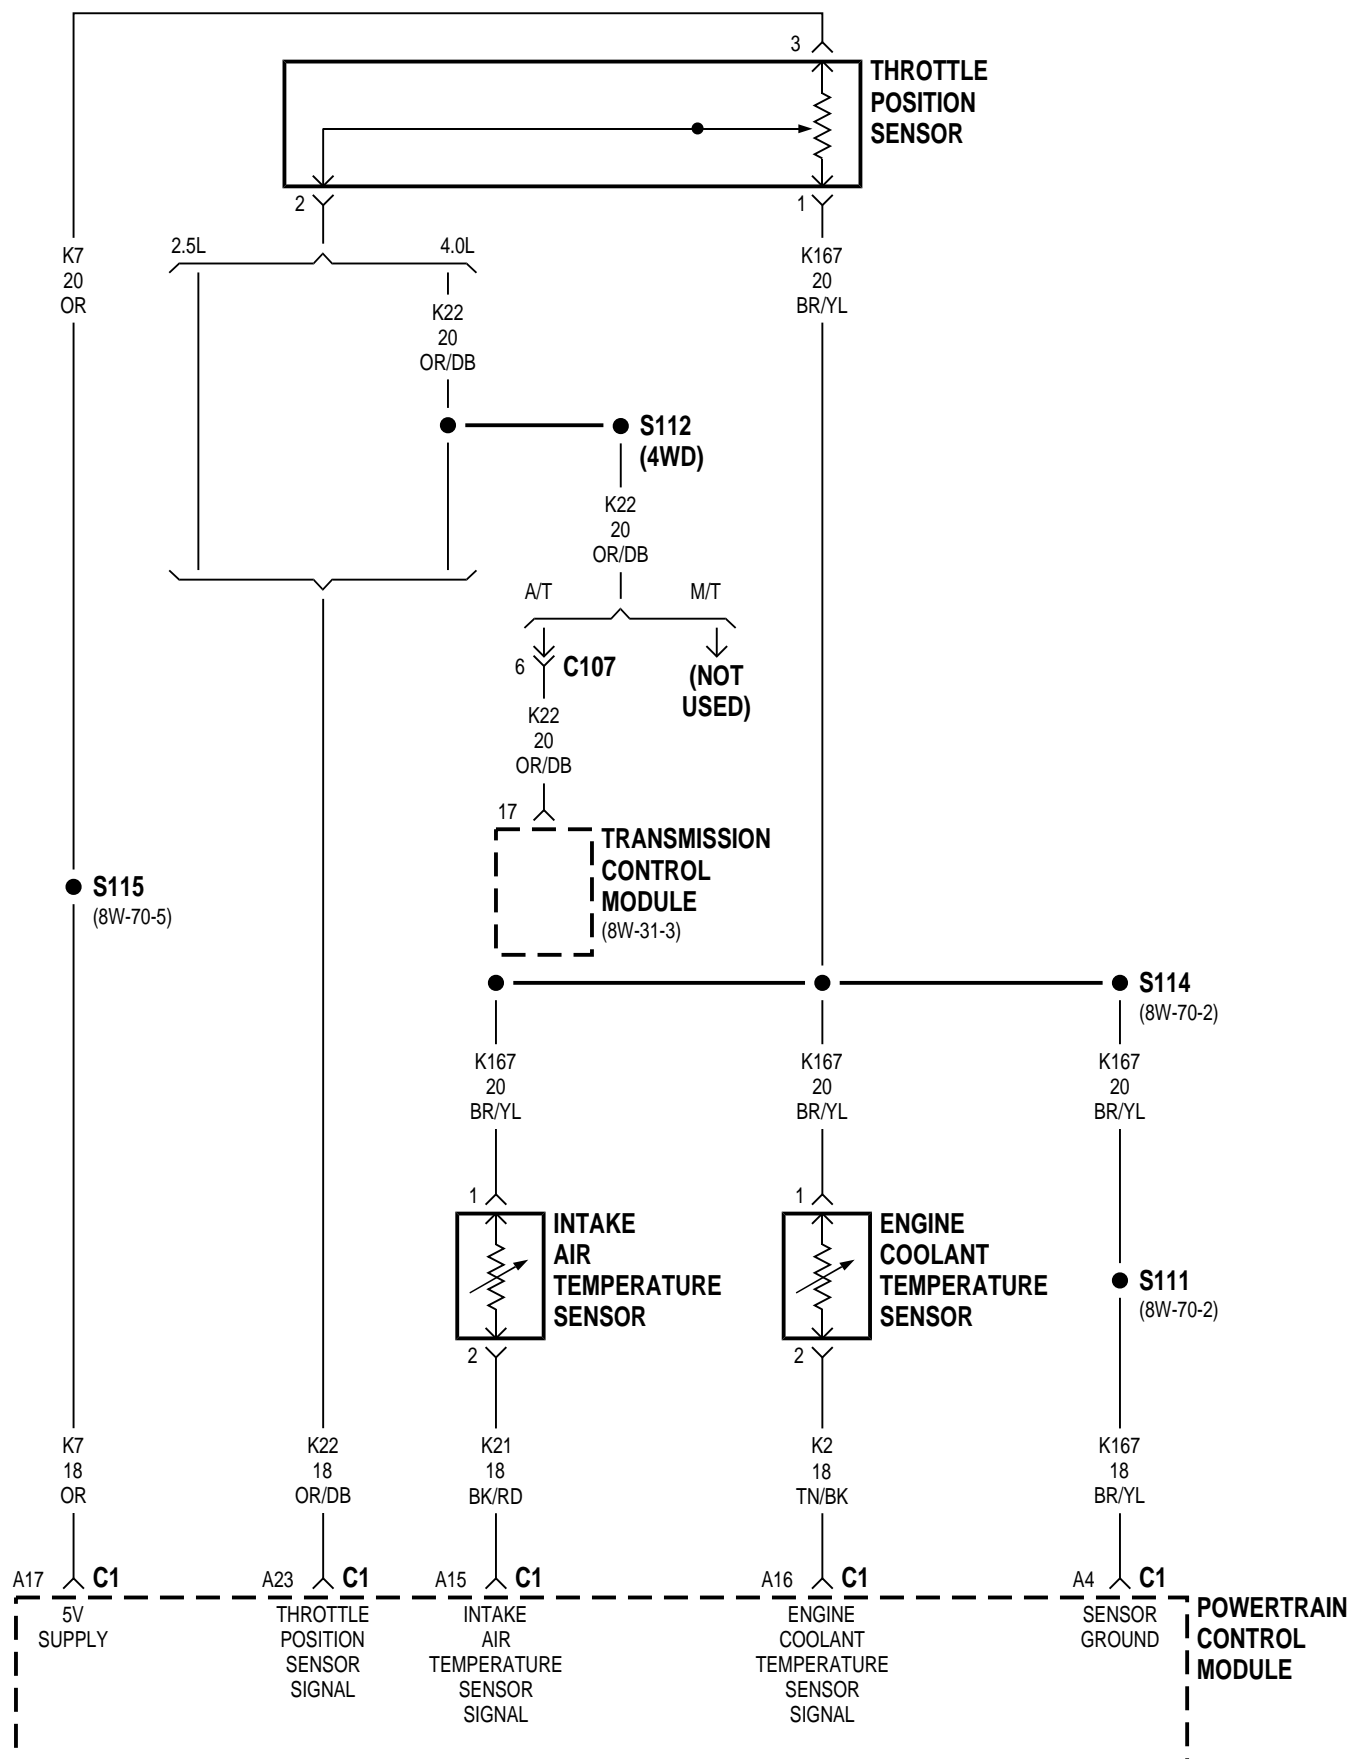 3
THROTTLE
POSITION
SENSOR
2
1
2.5L
4.0L
K7
20
OR
K167
20
BR/YL
K22
20
OR/DB
S112
(4WD)
K22
20
OR/DB
A/T
M/T
6
C107
(NOT
USED)
K22
20
OR/DB
17
TRANSMISSION
CONTROL
MODULE
(8W-31-3)
S115
(8W-70-5)
S114
(8W-70-2)
K167
20
BR/YL
K167
20
BR/YL
K167
20
BR/YL
1
INTAKE
AIR
TEMPERATURE
SENSOR
2
1
ENGINE
COOLANT
TEMPERATURE
SENSOR
2
S111
(8W-70-2)
K7
18
OR
K22
18
OR/DB
K21
18
BK/RD
K2
18
TN/BK
K167
18
BR/YL
A17
C1
A23
C1
A15
C1
A16
C1
A4
C1
5V
SUPPLY
THROTTLE
POSITION
SENSOR
SIGNAL
INTAKE
AIR
TEMPERATURE
SENSOR
SIGNAL
ENGINE
COOLANT
TEMPERATURE
SENSOR
SIGNAL
SENSOR
GROUND
POWERTRAIN
CONTROL
MODULE